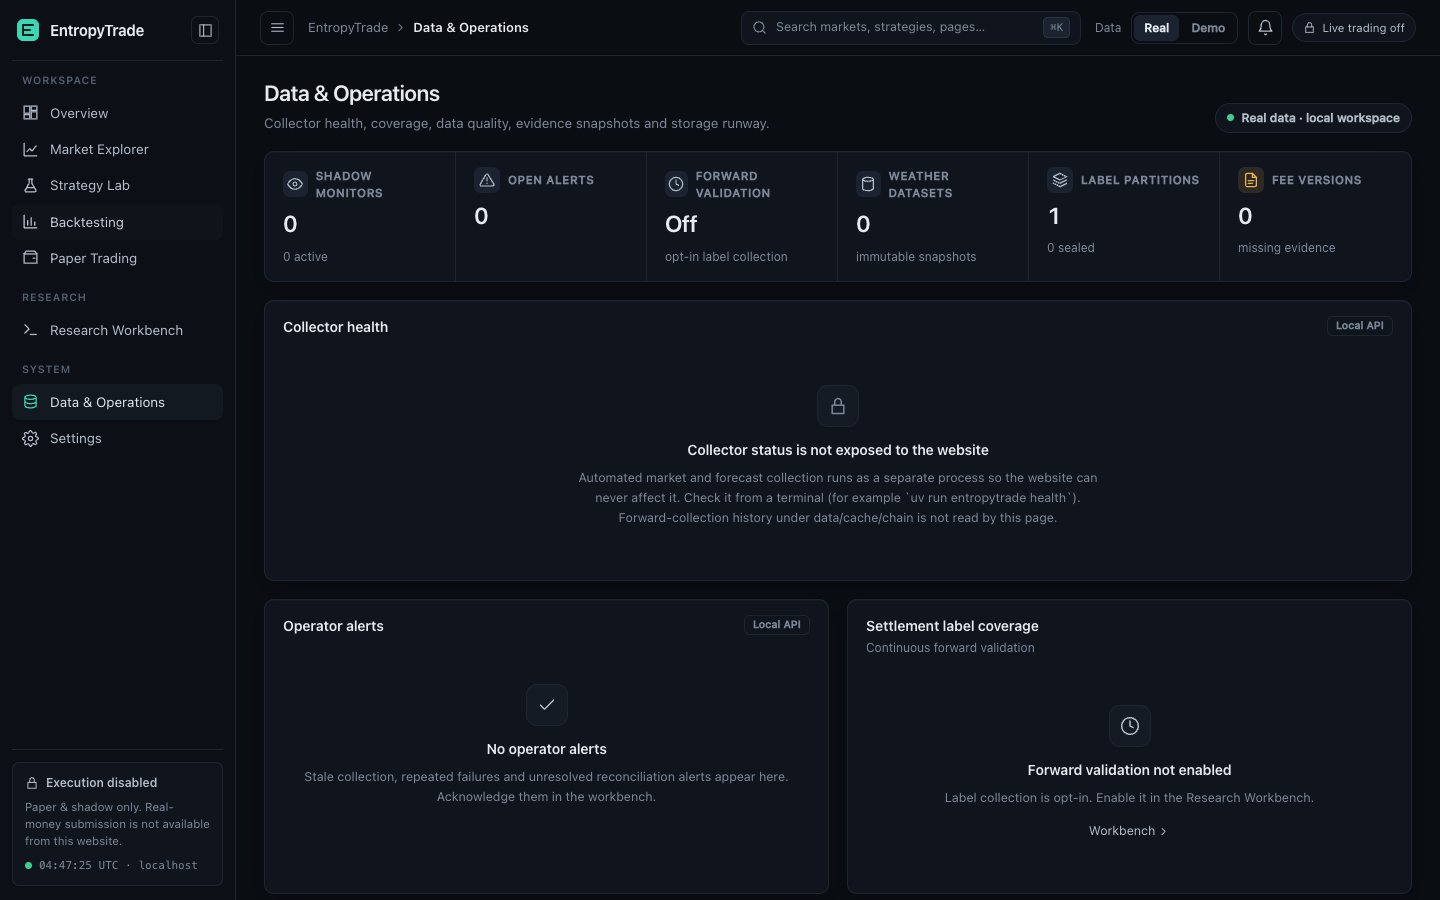 EntropyTrade
WORKSPACE
Overview
Market Explorer
Strategy Lab
Backtesting
Paper Trading
RESEARCH
Research Workbench
SYSTEM
Data & Operations
Settings
Execution disabled
Paper & shadow only. Real-
money submission is not available
from this website.
04:47:25 UTC · localhost
EntropyTrade > Data & Operations
Search markets, strategies, pages...
⌘K
Data
Real
Demo
Live trading off
Data & Operations
Collector health, coverage, data quality, evidence snapshots and storage runway.
Real data · local workspace
SHADOW
MONITORS
0
0 active
OPEN ALERTS
0
FORWARD
VALIDATION
Off
opt-in label collection
WEATHER
DATASETS
0
immutable snapshots
LABEL PARTITIONS
1
0 sealed
FEE VERSIONS
0
missing evidence
Collector health
Local API
Collector status is not exposed to the website
Automated market and forecast collection runs as a separate process so the website can
never affect it. Check it from a terminal (for example `uv run entropytrade health`).
Forward-collection history under data/cache/chain is not read by this page.
Operator alerts
Local API
No operator alerts
Stale collection, repeated failures and unresolved reconciliation alerts appear here.
Acknowledge them in the workbench.
Settlement label coverage
Continuous forward validation
Forward validation not enabled
Label collection is opt-in. Enable it in the Research Workbench.
Workbench >